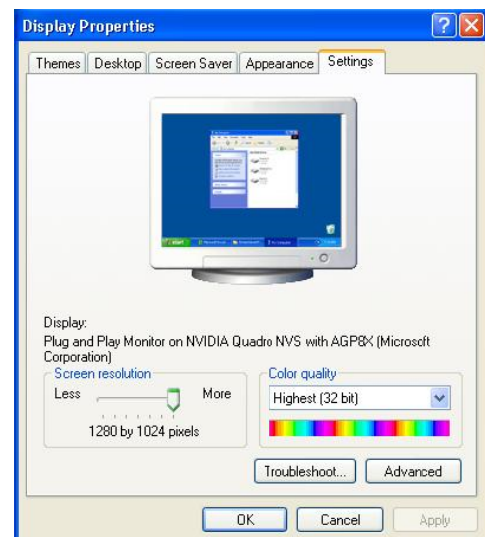 Display Properties
Themes Desktop Screen Saver Appearance Settings
Display:
Plug and Play Monitor on NVIDIA Quadro NVS with AGP8X (Microsoft
Corporation)
Screen resolution
Less More
1280 by 1024 pixels
Color quality
Highest (32 bit)
Troubleshoot... Advanced
OK Cancel Apply